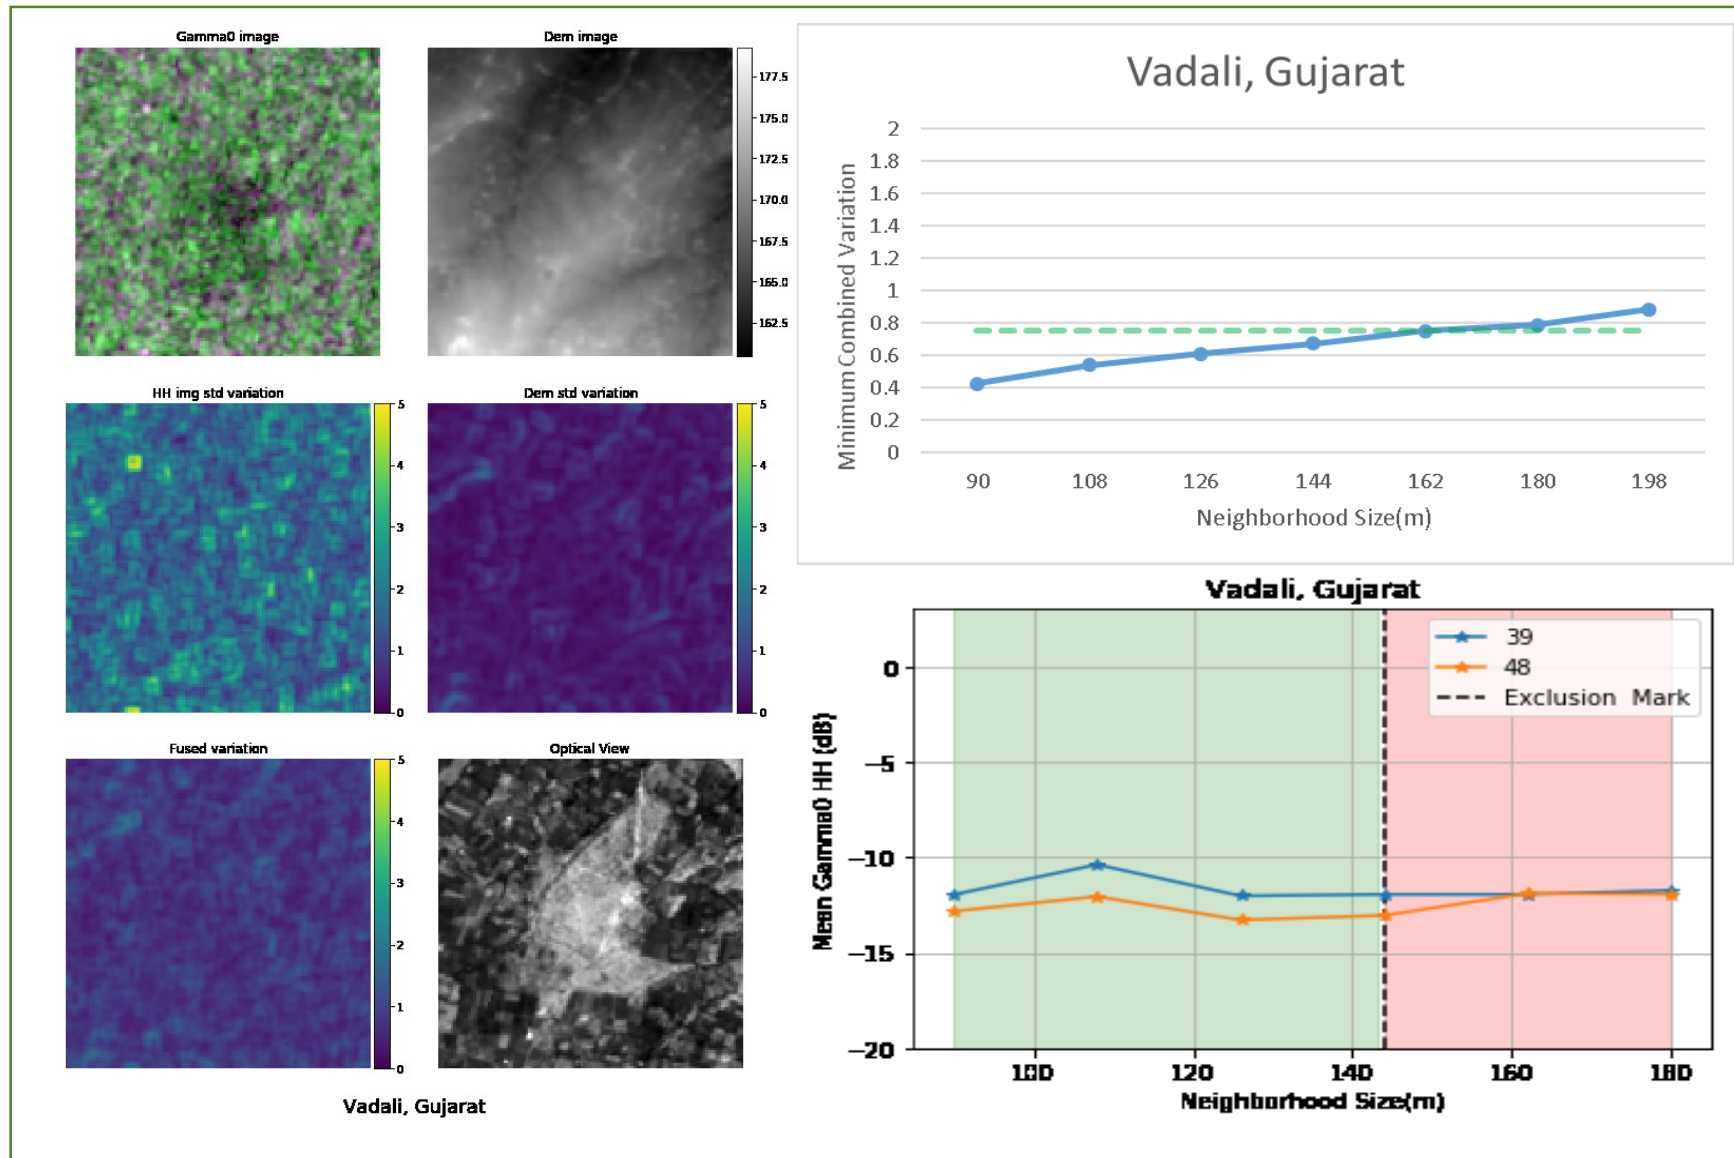 Gamma0 image
Dem image
177.5
175.0
172.5
170.0
167.5
165.0
162.5
HH img std variation
5
4
3
2
1
0
Dem std variation
5
4
3
2
1
0
Fused variation
5
4
3
2
1
0
Optical View
Vadali, Gujarat
Vadali, Gujarat
Minimum Combined Variation
2
1.8
1.6
1.4
1.2
1
0.8
0.6
0.4
0.2
0
90 108 126 144 162 180 198
Neighborhood Size(m)
Vadali, Gujarat
39
48
Exclusion Mark
Mean Gamma0 HH (dB)
0
−5
−10
−15
−20
100 120 140 160 180
Neighborhood Size(m)